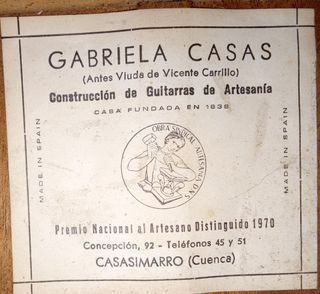 GABRIELA CASAS
(Antes Viuda de Vicente Carrillo)
Construcción de Guitarras de Artesanía
CASA FUNDADA EN 1838
MADE IN SPAIN
OBRA SINDICAL ARTESANIA D.N.S.
MADE IN SPAIN
Premio Nacional al Artesano Distinguido 1970
Concepción, 92 - Teléfonos 45 y 51
CASASIMARRO (Cuenca)